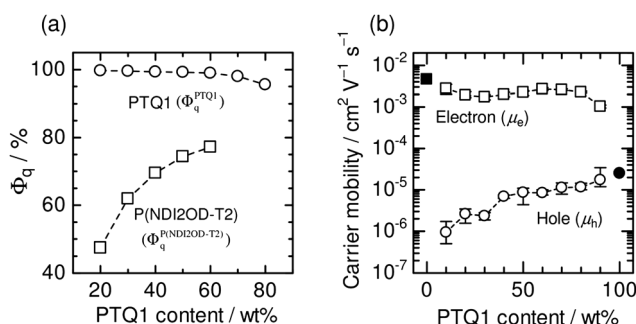 (a)
100
80
60
40
Φq / %
PTQ1 (Φq^PTQ1)
P(NDI2OD-T2)
(Φq^P(NDI2OD-T2))
20 40 60 80
PTQ1 content / wt%
(b)
10⁻²
10⁻³
10⁻⁴
10⁻⁵
10⁻⁶
10⁻⁷
Carrier mobility / cm² V⁻¹ s⁻¹
Electron (μe)
Hole (μh)
0 50 100
PTQ1 content / wt%